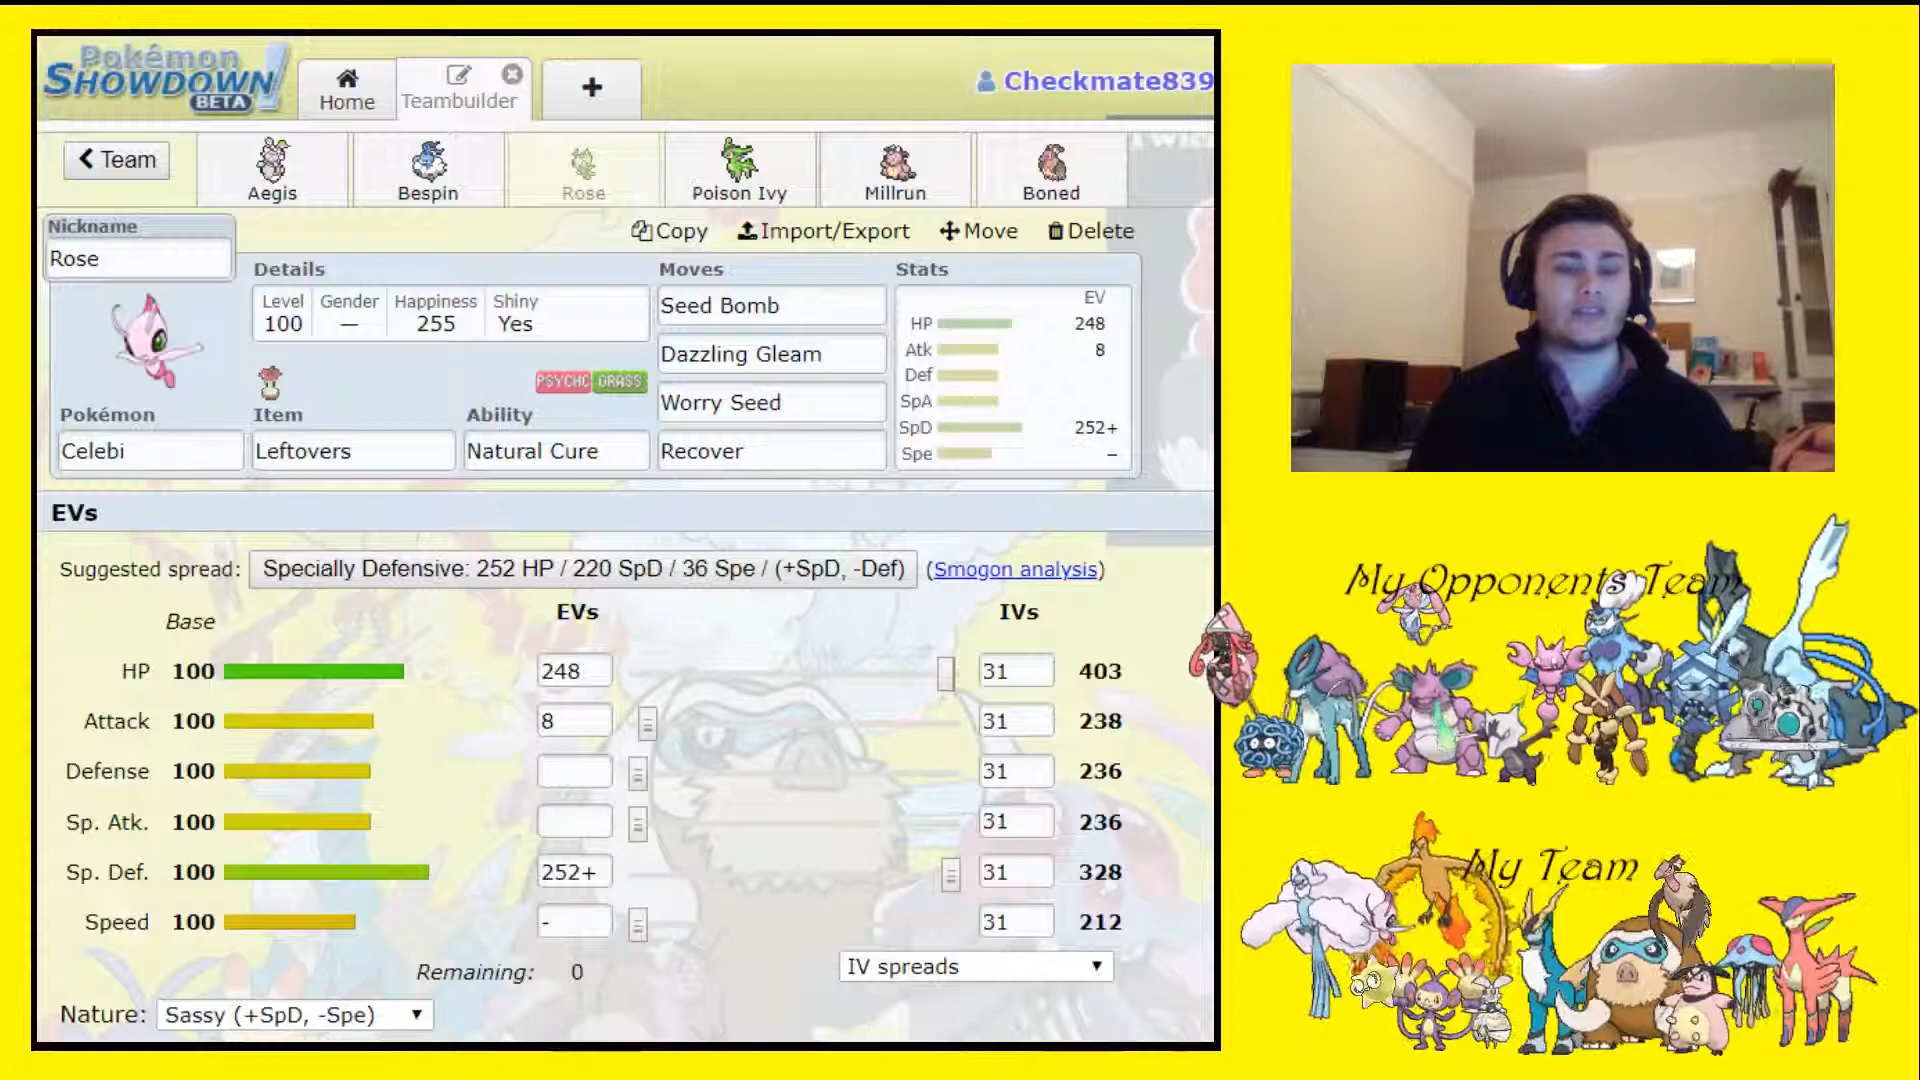 Pokémon
SHOWDOWN!
BETA
Home
Teambuilder
+
Checkmate839
Team
Aegis
Bespin
Rose
Poison Ivy
Millrun
Boned
Nickname
Rose
Copy
Import/Export
Move
Delete
Details
Level
100
Gender
—
Happiness
255
Shiny
Yes
PSYCHC
GRASS
Pokémon
Celebi
Item
Leftovers
Ability
Natural Cure
Moves
Seed Bomb
Dazzling Gleam
Worry Seed
Recover
Stats
EV
HP 248
Atk 8
Def
SpA
SpD 252+
Spe −
EVs
Suggested spread: Specially Defensive: 252 HP / 220 SpD / 36 Spe / (+SpD, -Def) (Smogon analysis)
Base EVs IVs
HP 100 248 31 403
Attack 100 8 31 238
Defense 100 31 236
Sp. Atk. 100 31 236
Sp. Def. 100 252+ 31 328
Speed 100 - 31 212
Remaining: 0
IV spreads
Nature: Sassy (+SpD, -Spe)
My Opponents Team
My Team